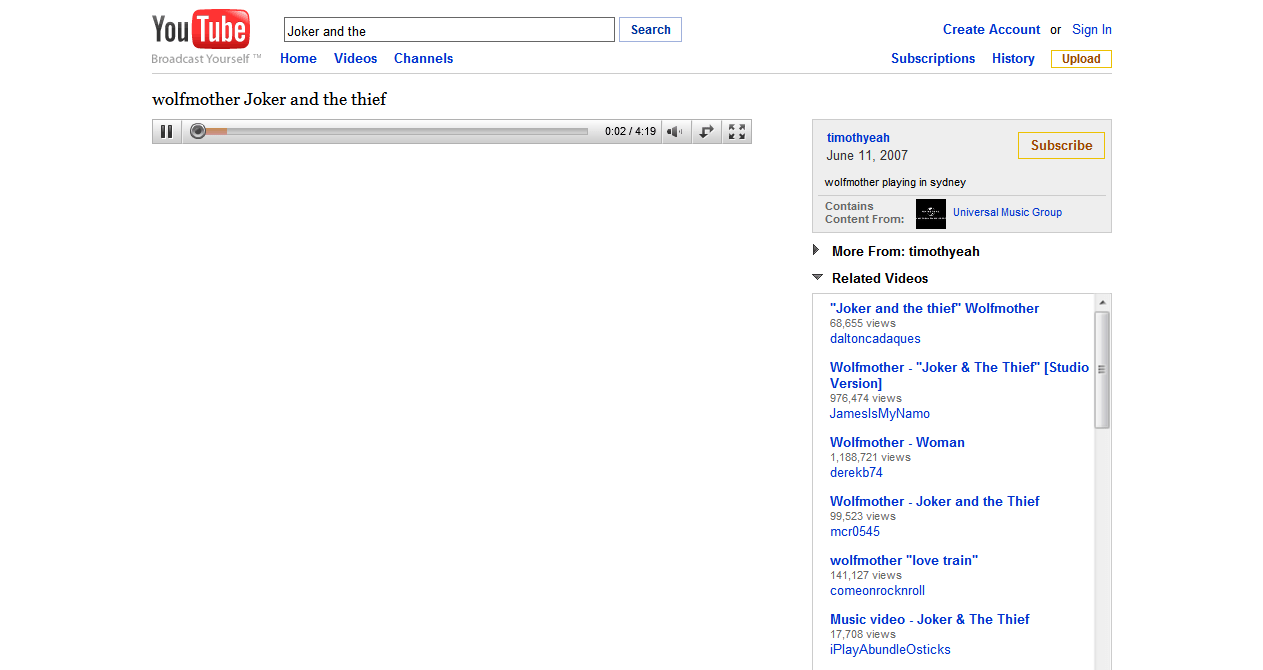 YouTube
Broadcast Yourself ™
Joker and the
Search
Create Account or Sign In
Home Videos Channels
Subscriptions History Upload
wolfmother Joker and the thief
0:02 / 4:19
timothyeah
June 11, 2007
Subscribe
wolfmother playing in sydney
Contains
Content From:
Universal Music Group
More From: timothyeah
Related Videos
"Joker and the thief" Wolfmother
68,655 views
daltoncadaques
Wolfmother - "Joker & The Thief" [Studio
Version]
976,474 views
JamesIsMyNamo
Wolfmother - Woman
1,188,721 views
derekb74
Wolfmother - Joker and the Thief
99,523 views
mcr0545
wolfmother "love train"
141,127 views
comeonrocknroll
Music video - Joker & The Thief
17,708 views
iPlayAbundleOsticks